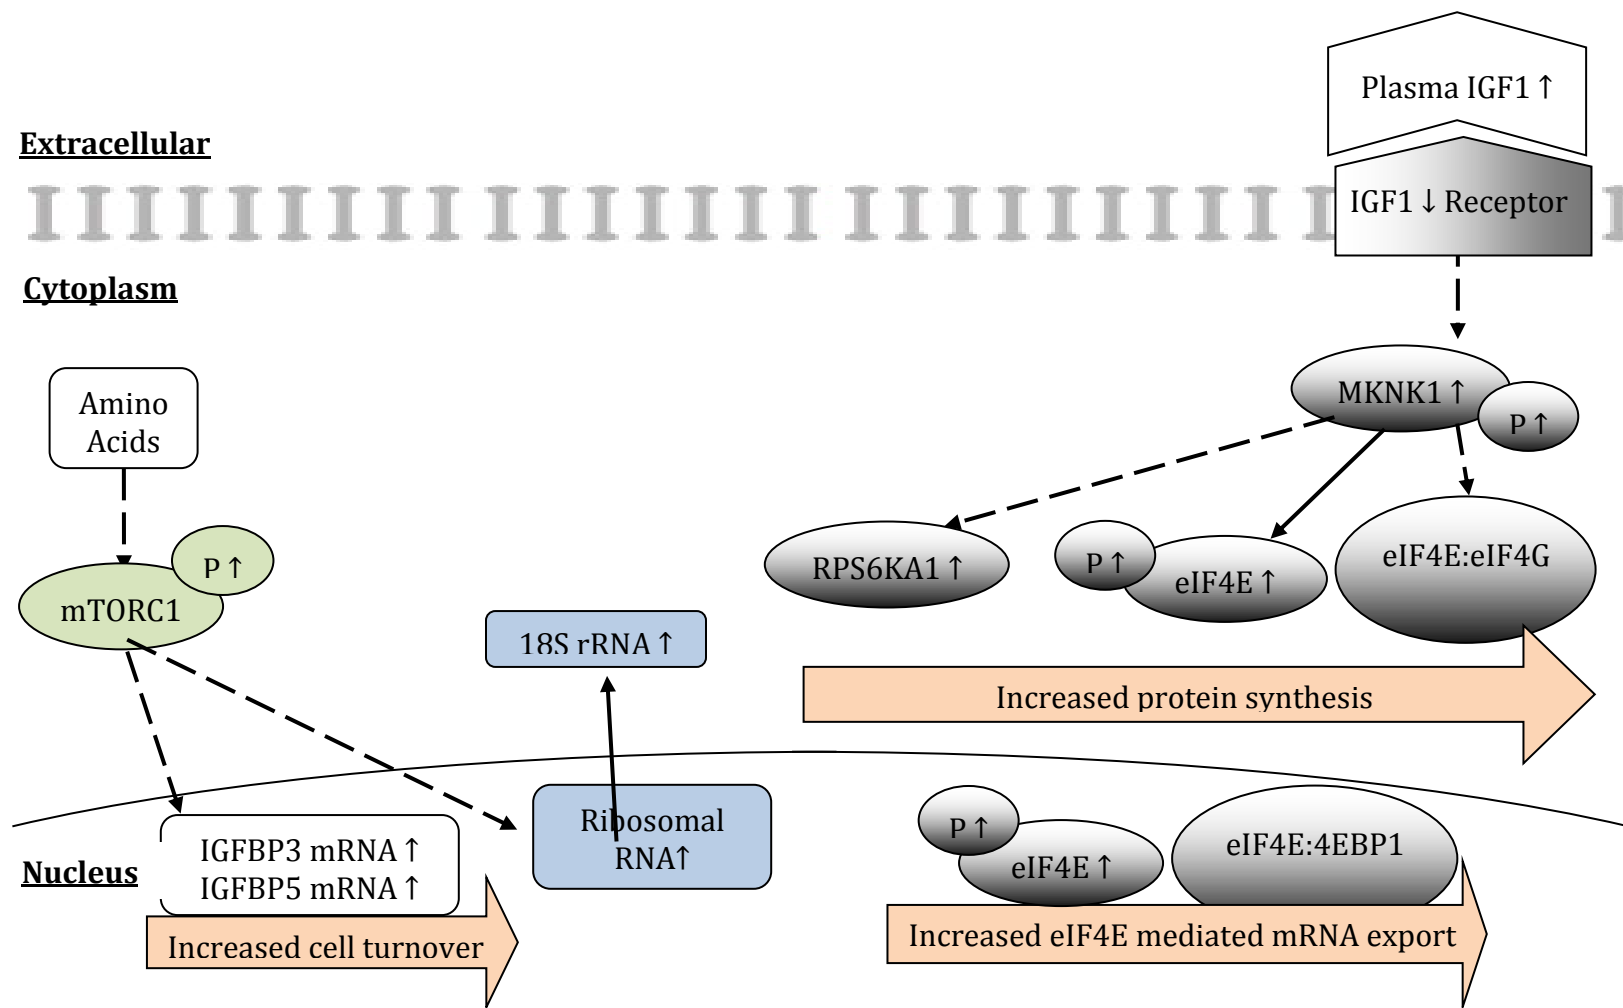 Plasma IGF1 ↑
Extracellular
IGF1 ↓ Receptor
Cytoplasm
Amino
Acids
MKNK1 ↑
P ↑
P ↑
mTORC1
RPS6KA1 ↑
P ↑
eIF4E ↑
eIF4E:eIF4G
18S rRNA ↑
Increased protein synthesis
Ribosomal
RNA↑
IGFBP3 mRNA ↑
IGFBP5 mRNA ↑
Nucleus
P ↑
eIF4E ↑
eIF4E:4EBP1
Increased cell turnover
Increased eIF4E mediated mRNA export